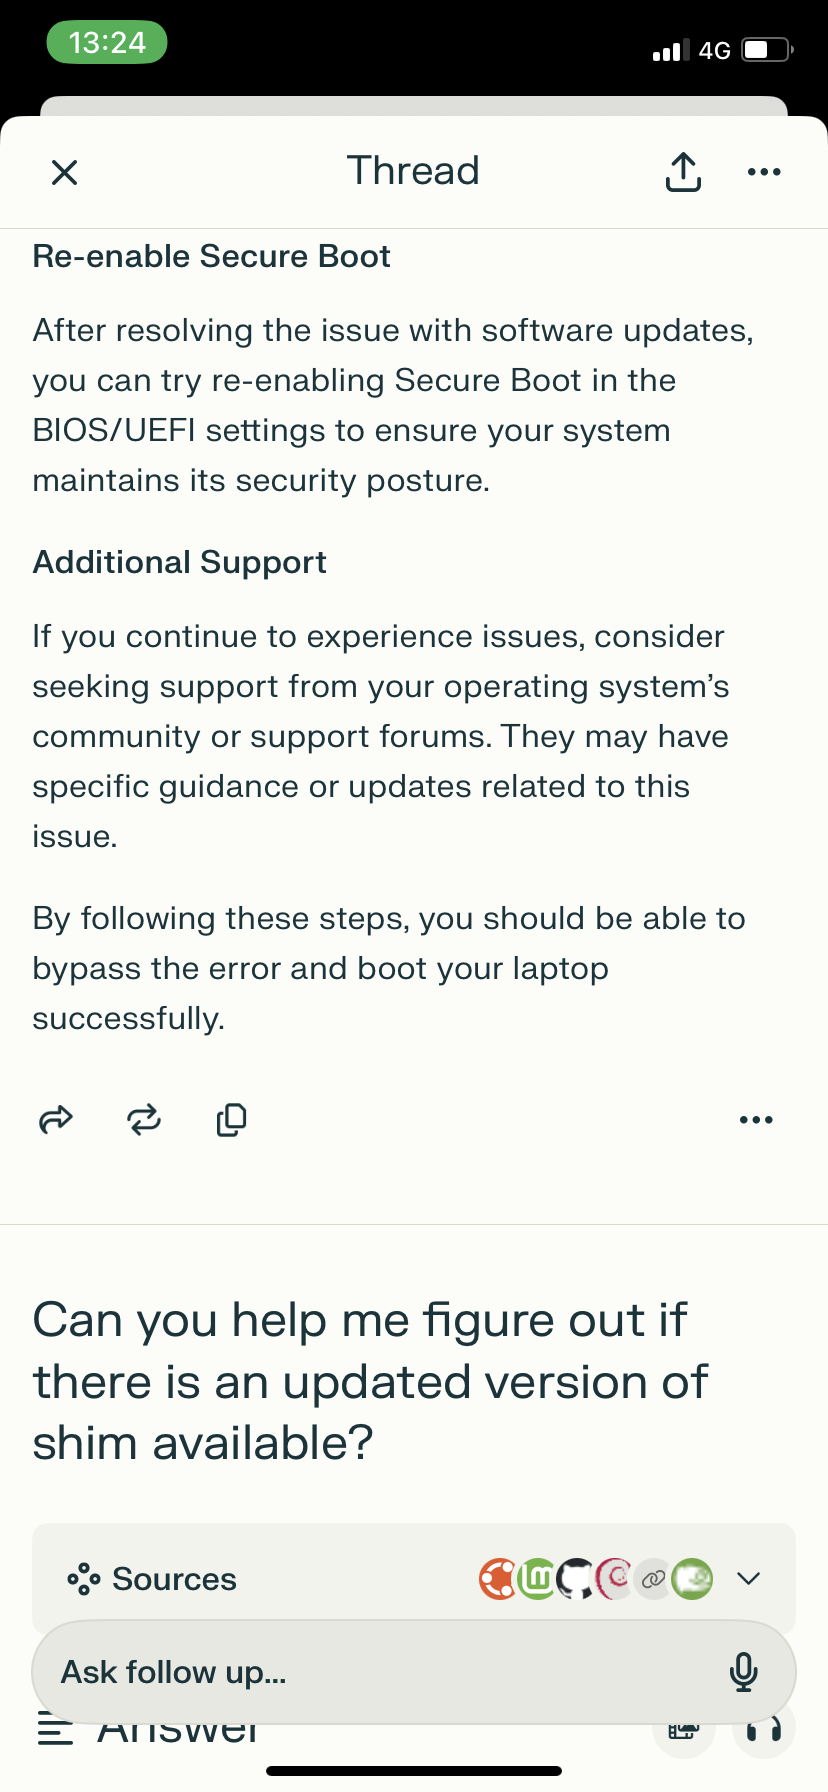 13:24
4G
Thread
Re-enable Secure Boot
After resolving the issue with software updates,
you can try re-enabling Secure Boot in the
BIOS/UEFI settings to ensure your system
maintains its security posture.
Additional Support
If you continue to experience issues, consider
seeking support from your operating system’s
community or support forums. They may have
specific guidance or updates related to this
issue.
By following these steps, you should be able to
bypass the error and boot your laptop
successfully.
Can you help me figure out if
there is an updated version of
shim available?
Sources
Ask follow up...
Answer